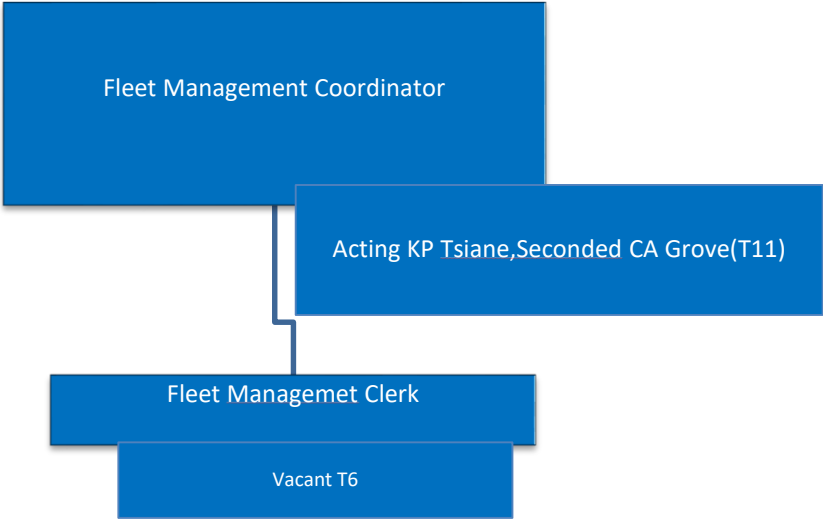 Fleet Management Coordinator
Acting KP Tsiane,Seconded CA Grove(T11)
Fleet Managemet Clerk
Vacant T6